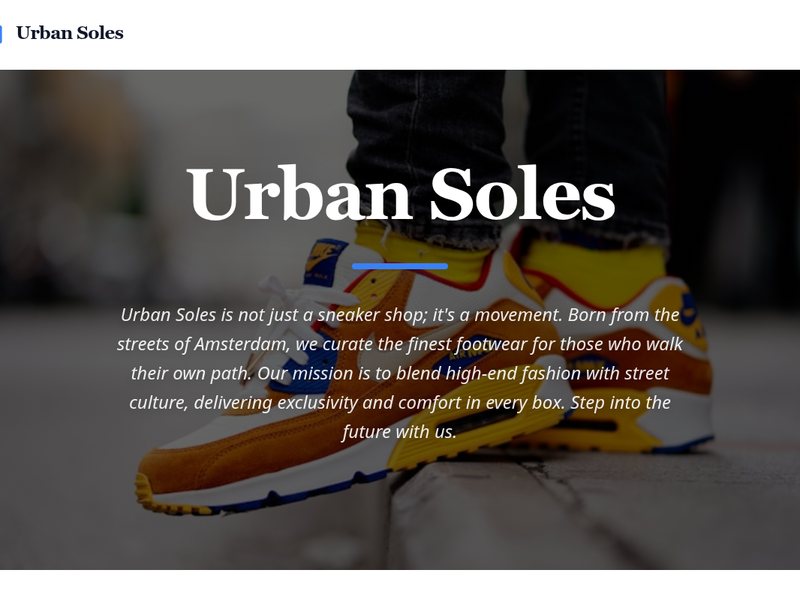 Urban Soles
Urban Soles
Urban Soles is not just a sneaker shop; it's a movement. Born from the
streets of Amsterdam, we curate the finest footwear for those who walk
their own path. Our mission is to blend high-end fashion with street
culture, delivering exclusivity and comfort in every box. Step into the
future with us.